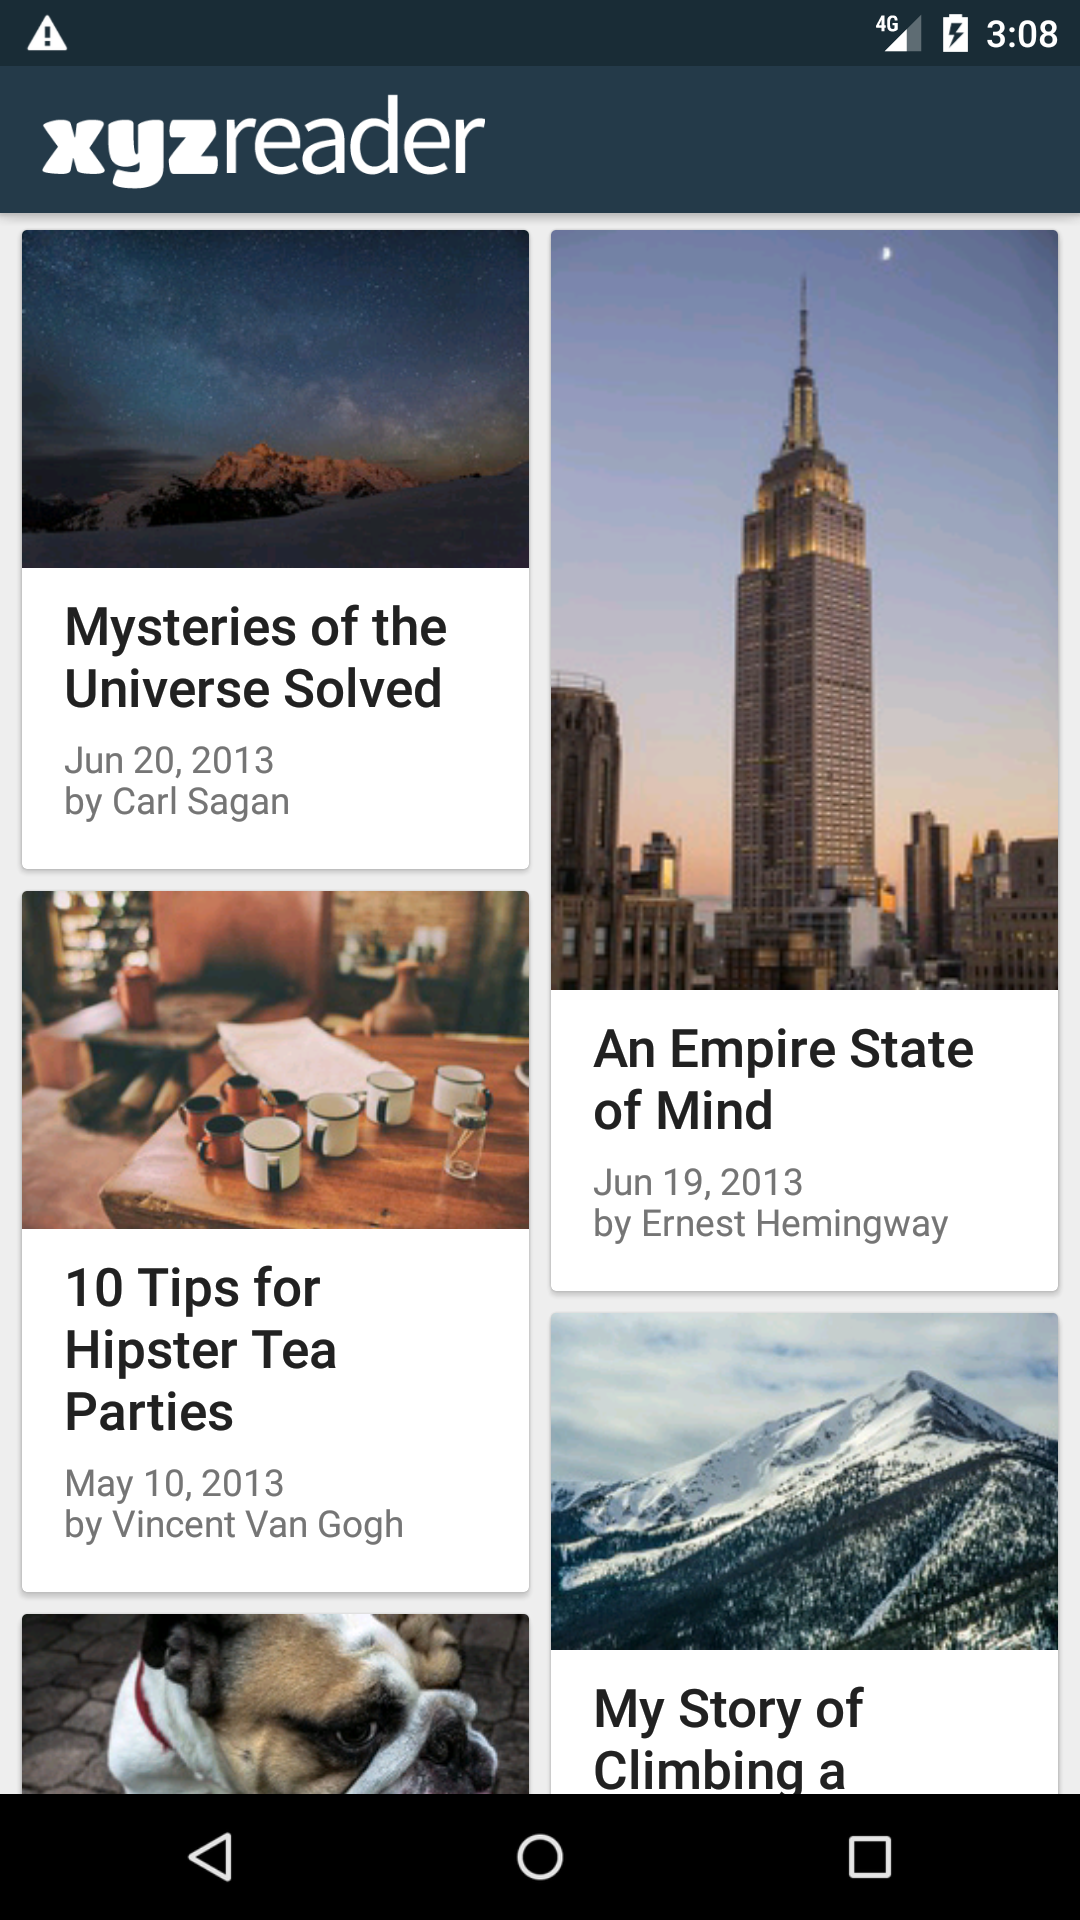 4G 3:08
xyzreader
Mysteries of the
Universe Solved
Jun 20, 2013
by Carl Sagan
An Empire State
of Mind
Jun 19, 2013
by Ernest Hemingway
10 Tips for
Hipster Tea
Parties
May 10, 2013
by Vincent Van Gogh
My Story of
Climbing a